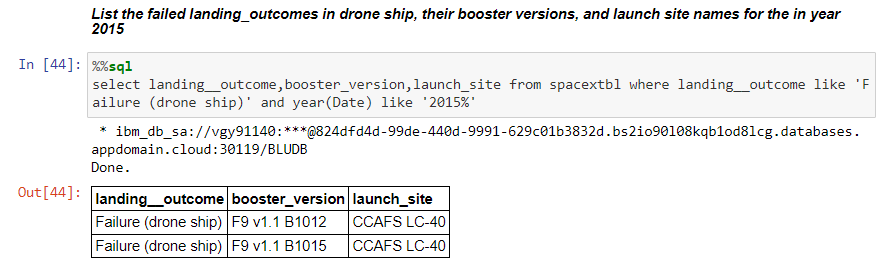 List the failed landing_outcomes in drone ship, their booster versions, and launch site names for the in year
2015
In [44]: %%sql
select landing__outcome,booster_version,launch_site from spacextbl where landing__outcome like 'F
ailure (drone ship)' and year(Date) like '2015%'
* ibm_db_sa://vgy91140:***@824dfd4d-99de-440d-9991-629c01b3832d.bs2io90l08kqb1od8lcg.databases.
appdomain.cloud:30119/BLUDB
Done.
Out[44]:
landing__outcome booster_version launch_site
Failure (drone ship) F9 v1.1 B1012 CCAFS LC-40
Failure (drone ship) F9 v1.1 B1015 CCAFS LC-40